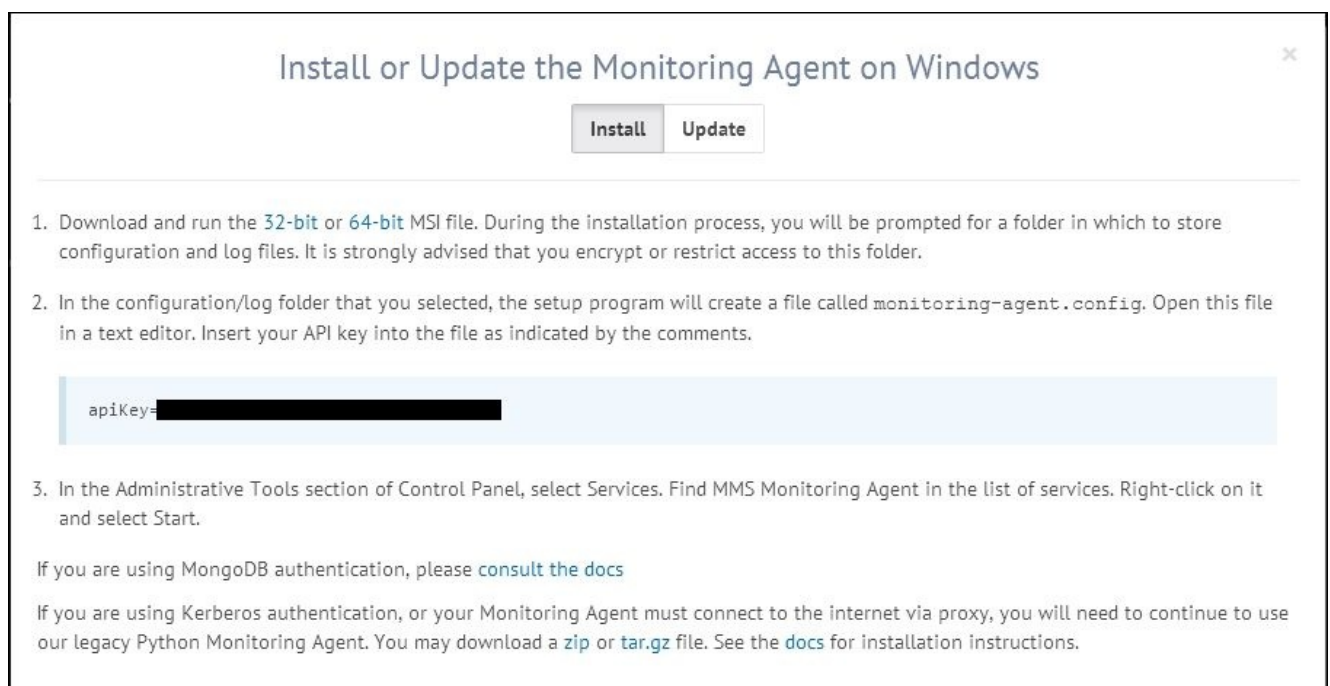 Install or Update the Monitoring Agent on Windows
×
Install Update
1. Download and run the 32-bit or 64-bit MSI file. During the installation process, you will be prompted for a folder in which to store
configuration and log files. It is strongly advised that you encrypt or restrict access to this folder.
2. In the configuration/log folder that you selected, the setup program will create a file called monitoring-agent.config. Open this file
in a text editor. Insert your API key into the file as indicated by the comments.
apiKey=
3. In the Administrative Tools section of Control Panel, select Services. Find MMS Monitoring Agent in the list of services. Right-click on it
and select Start.
If you are using MongoDB authentication, please consult the docs
If you are using Kerberos authentication, or your Monitoring Agent must connect to the internet via proxy, you will need to continue to use
our legacy Python Monitoring Agent. You may download a zip or tar.gz file. See the docs for installation instructions.